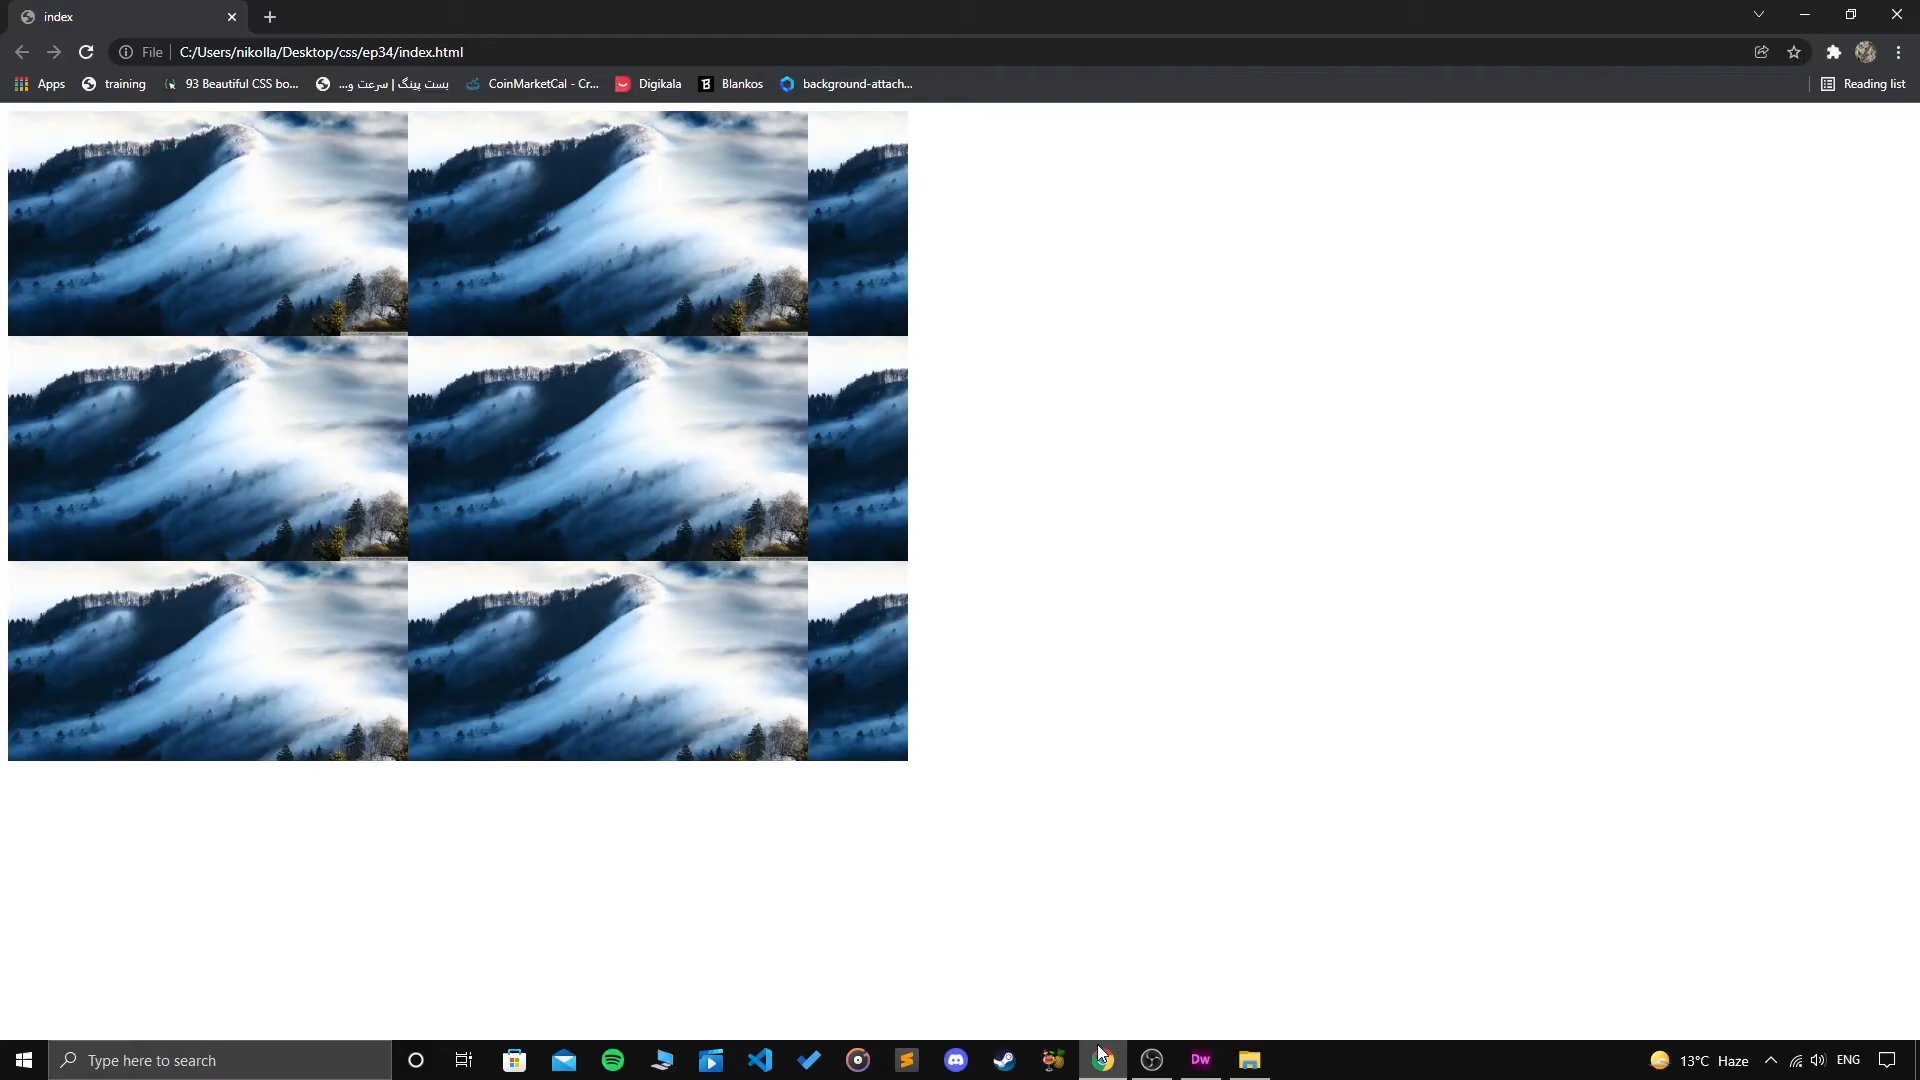 index
File C:/Users/nikolla/Desktop/css/ep34/index.html
Apps training 93 Beautiful CSS bo... بست پینگ | سرعت و... CoinMarketCal - Cr... Digikala Blankos background-attach... Reading list
Type here to search Dw 13°C Haze ENG